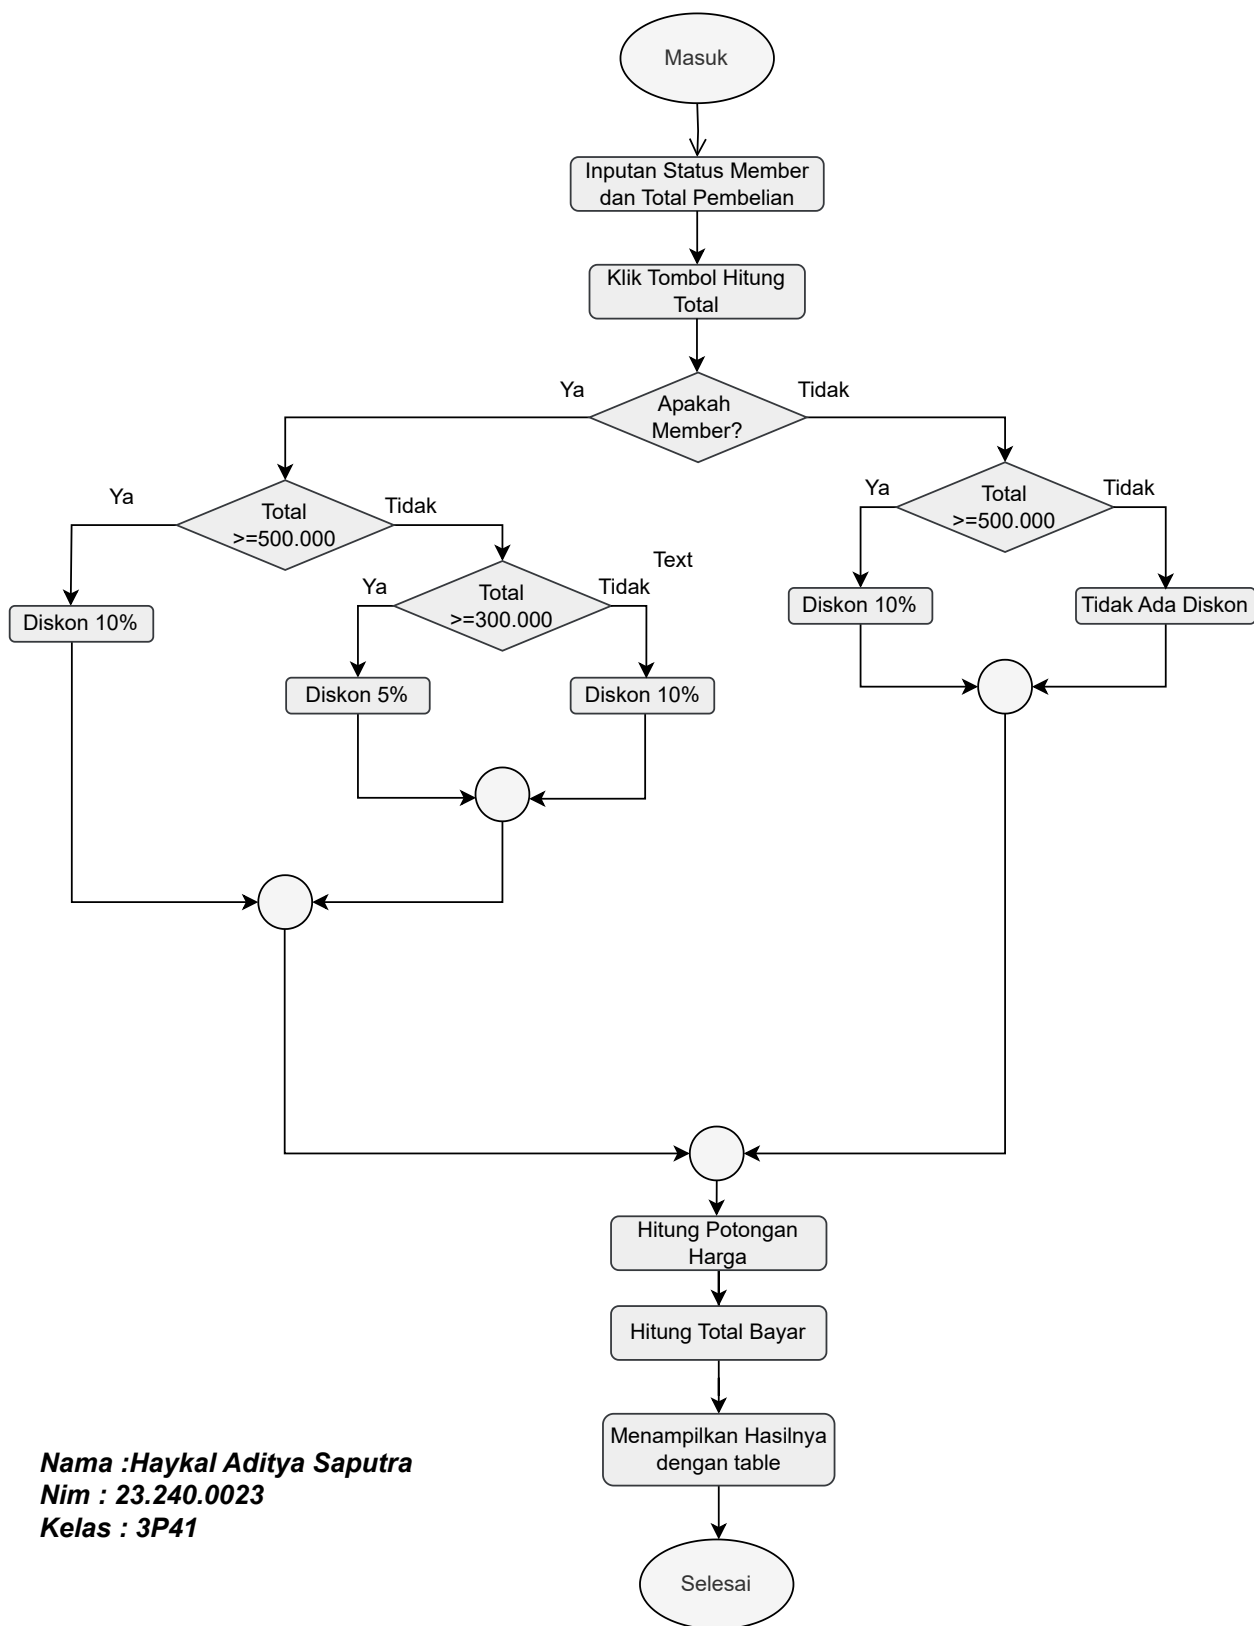 Masuk
Inputan Status Member
dan Total Pembelian
Klik Tombol Hitung
Total
Ya
Tidak
Apakah
Member?
Ya
Total
>=500.000
Tidak
Ya
Total
>=500.000
Tidak
Text
Ya
Total
>=300.000
Tidak
Diskon 10%
Diskon 10%
Tidak Ada Diskon
Diskon 5%
Diskon 10%
Hitung Potongan
Harga
Hitung Total Bayar
Menampilkan Hasilnya
dengan table
Nama :Haykal Aditya Saputra
Nim : 23.240.0023
Kelas : 3P41
Selesai